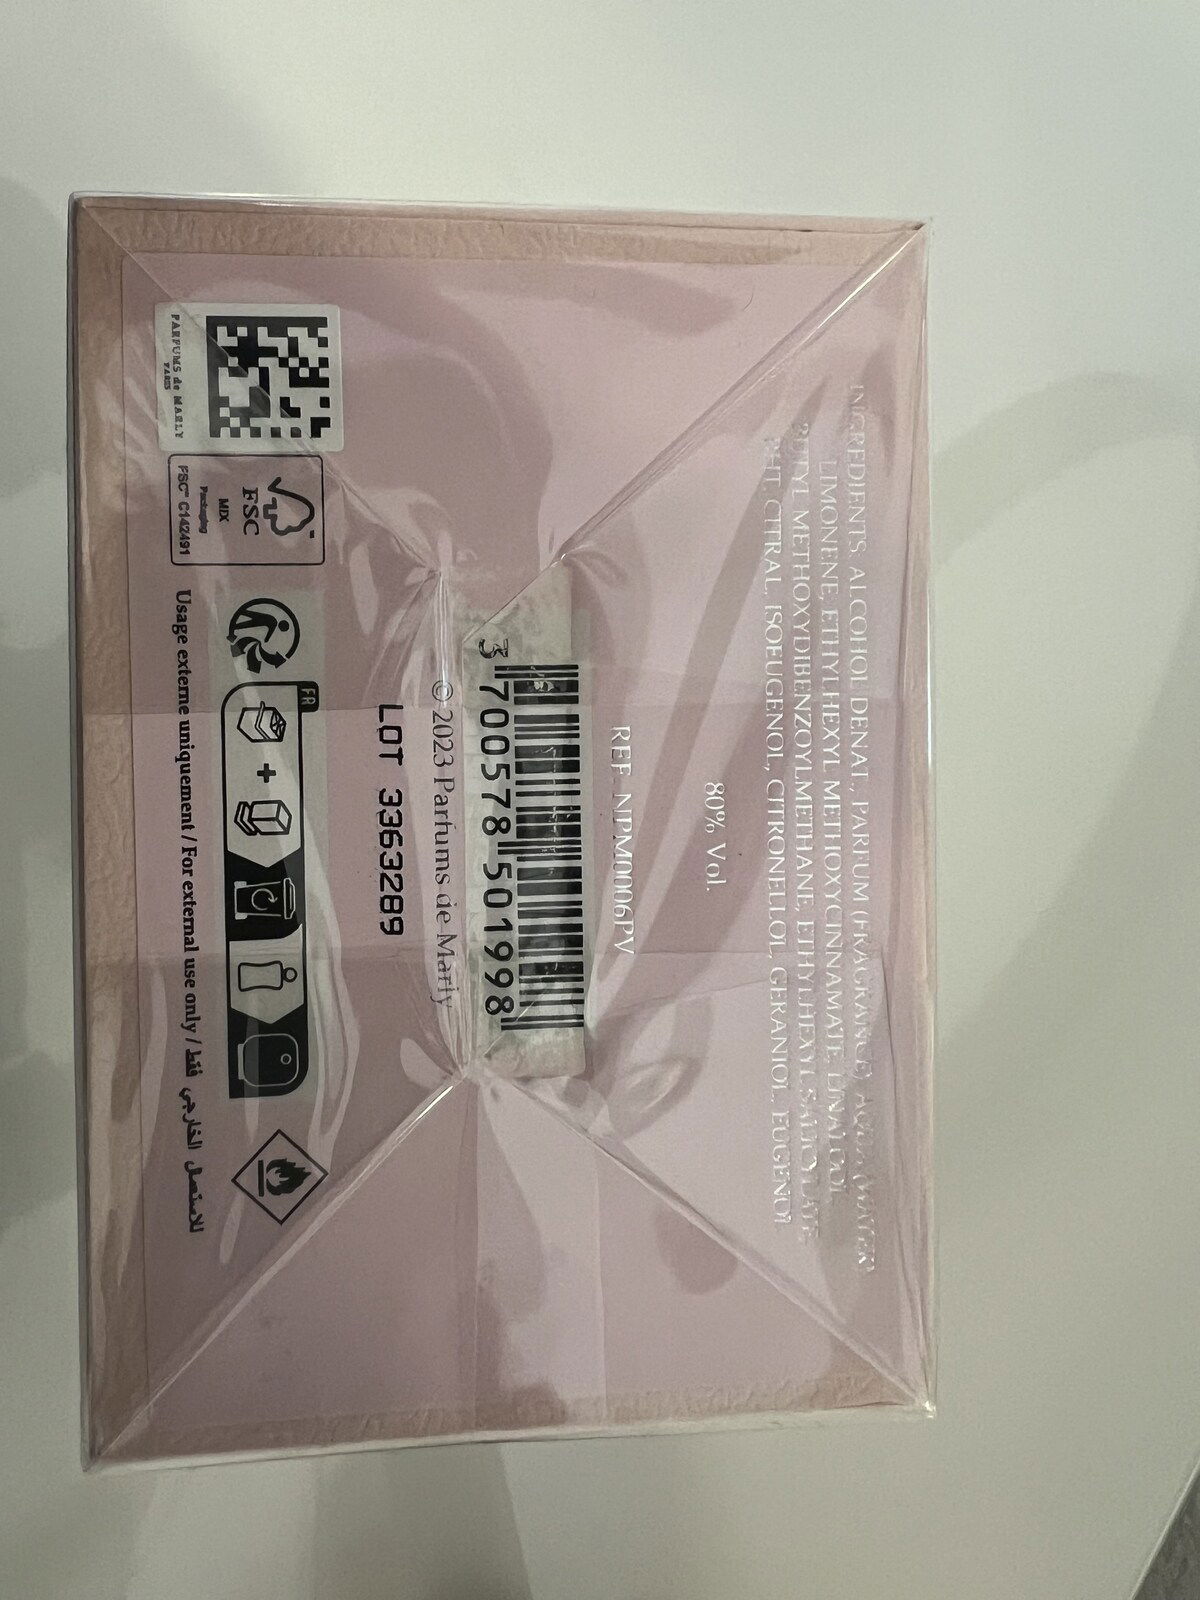 INGREDIENTS: ALCOHOL DENAT., PARFUM (FRAGRANCE), AQUA (WATER)
LIMONENE, ETHYLHEXYL METHOXYCINNAMATE, LINALOOL
BUTYL METHOXYDIBENZOYLMETHANE, ETHYLHEXYL SALICYLATE
BHT, CITRAL, ISOEUGENOL, CITRONELLOL, GERANIOL, EUGENOL
80% Vol.
REF. NPM0006PV
3 700578 501998
© 2023 Parfums de Marly
LOT 3363289
PARFUMS de MARLY
PARIS
FSC
MIX
Packaging
FSC™ C142491
FR
+
Usage externe uniquement / For external use only / للاستعمال الخارجي فقط